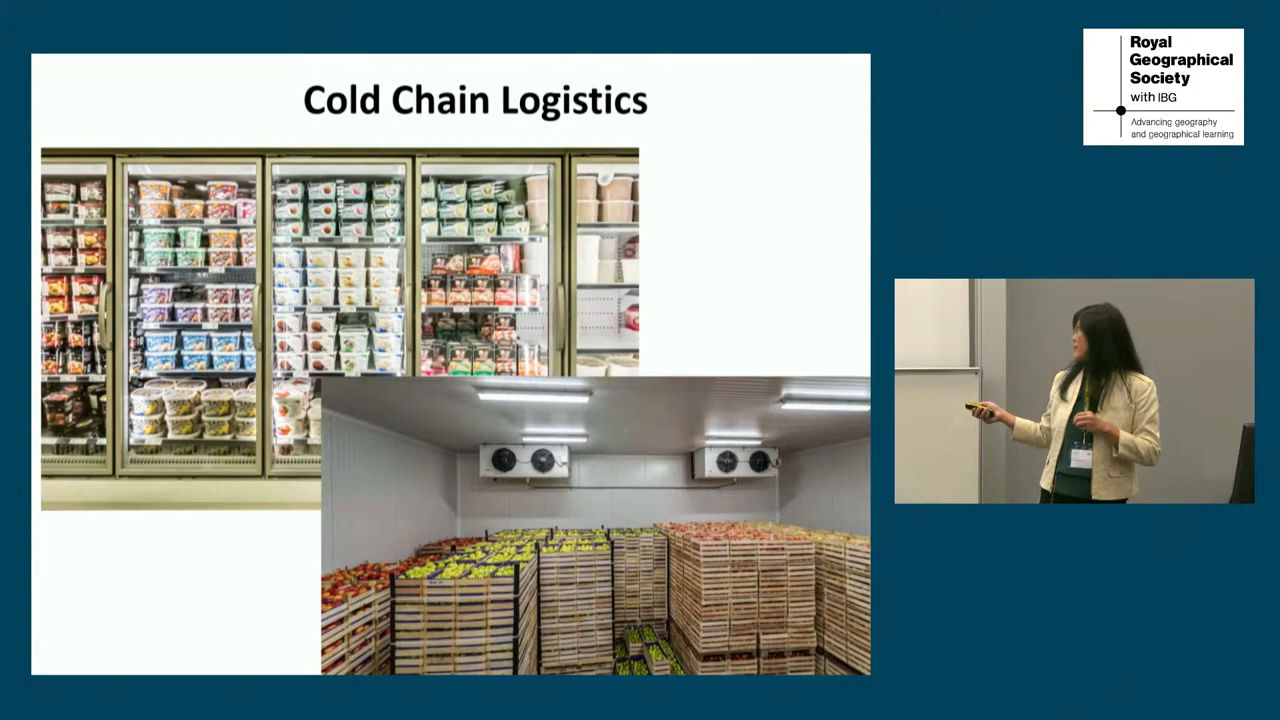 Cold Chain Logistics
Royal
Geographical
Society
with IBG
Advancing geography
and geographical learning